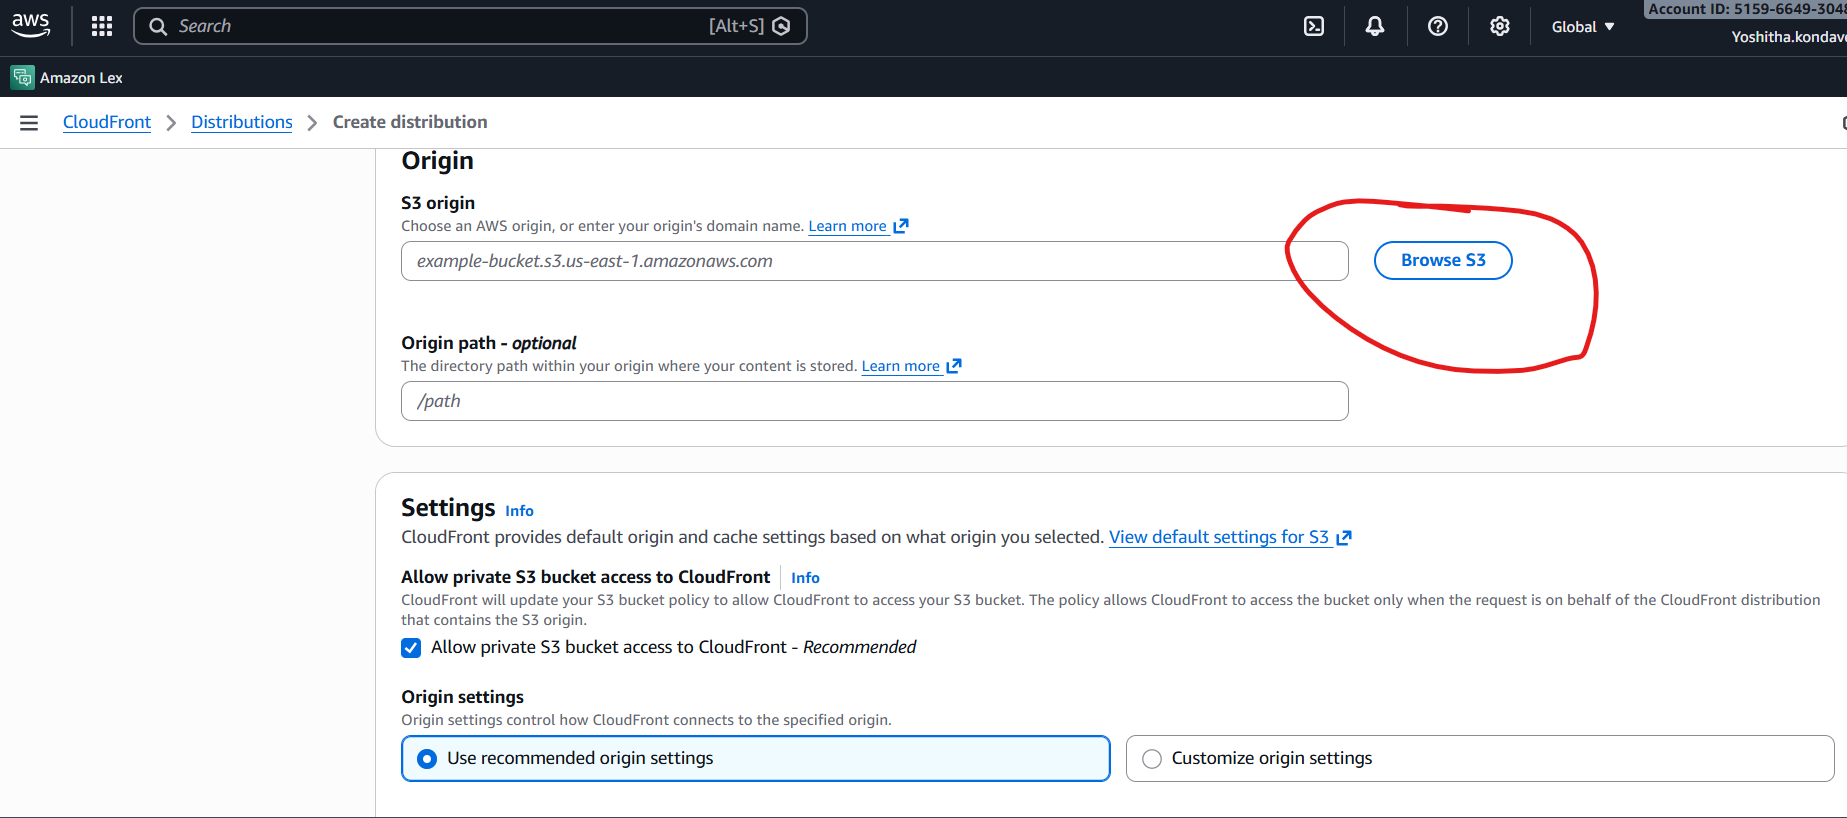 aws
Search
[Alt+S]
Global
Account ID: 5159-6649-3048
Yoshitha.kondave
Amazon Lex
CloudFront
Distributions
Create distribution
Origin
S3 origin
Choose an AWS origin, or enter your origin's domain name. Learn more
example-bucket.s3.us-east-1.amazonaws.com
Browse S3
Origin path - optional
The directory path within your origin where your content is stored. Learn more
/path
Settings Info
CloudFront provides default origin and cache settings based on what origin you selected. View default settings for S3
Allow private S3 bucket access to CloudFront Info
CloudFront will update your S3 bucket policy to allow CloudFront to access your S3 bucket. The policy allows CloudFront to access the bucket only when the request is on behalf of the CloudFront distribution
that contains the S3 origin.
Allow private S3 bucket access to CloudFront - Recommended
Origin settings
Origin settings control how CloudFront connects to the specified origin.
Use recommended origin settings
Customize origin settings